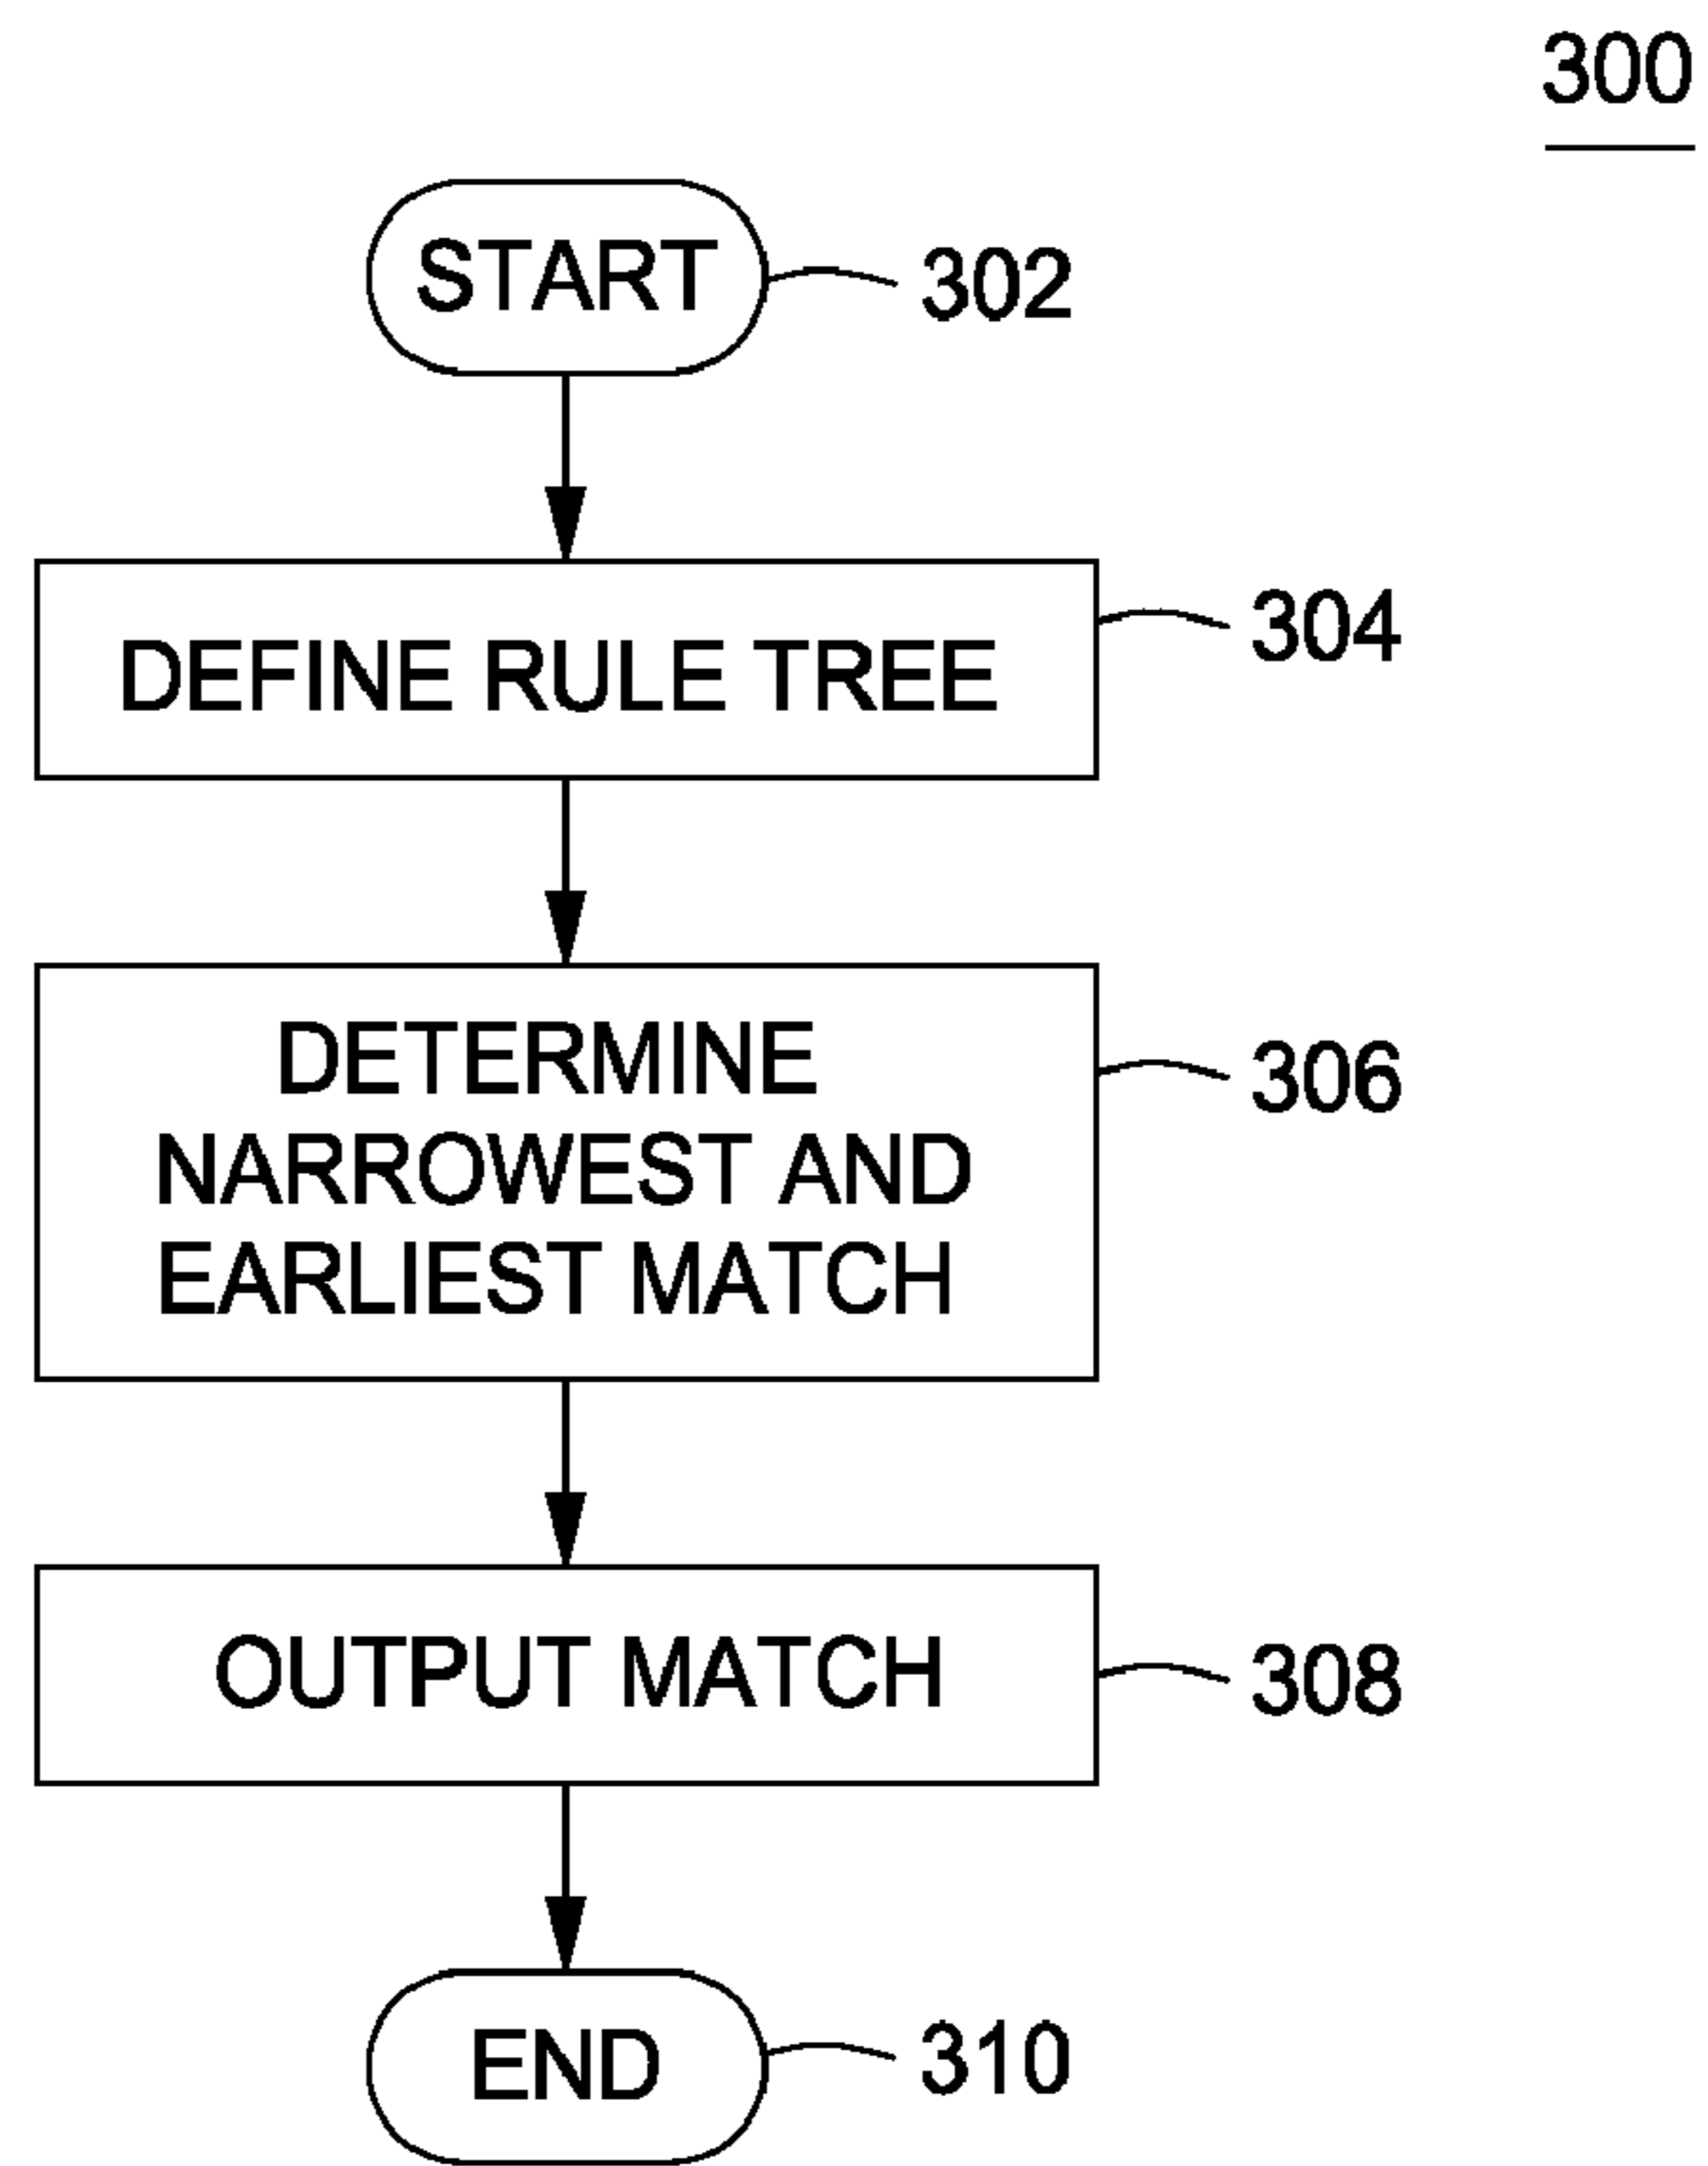 300
START
302
DEFINE RULE TREE
304
DETERMINE
NARROWEST AND
EARLIEST MATCH
306
OUTPUT MATCH
308
END
310